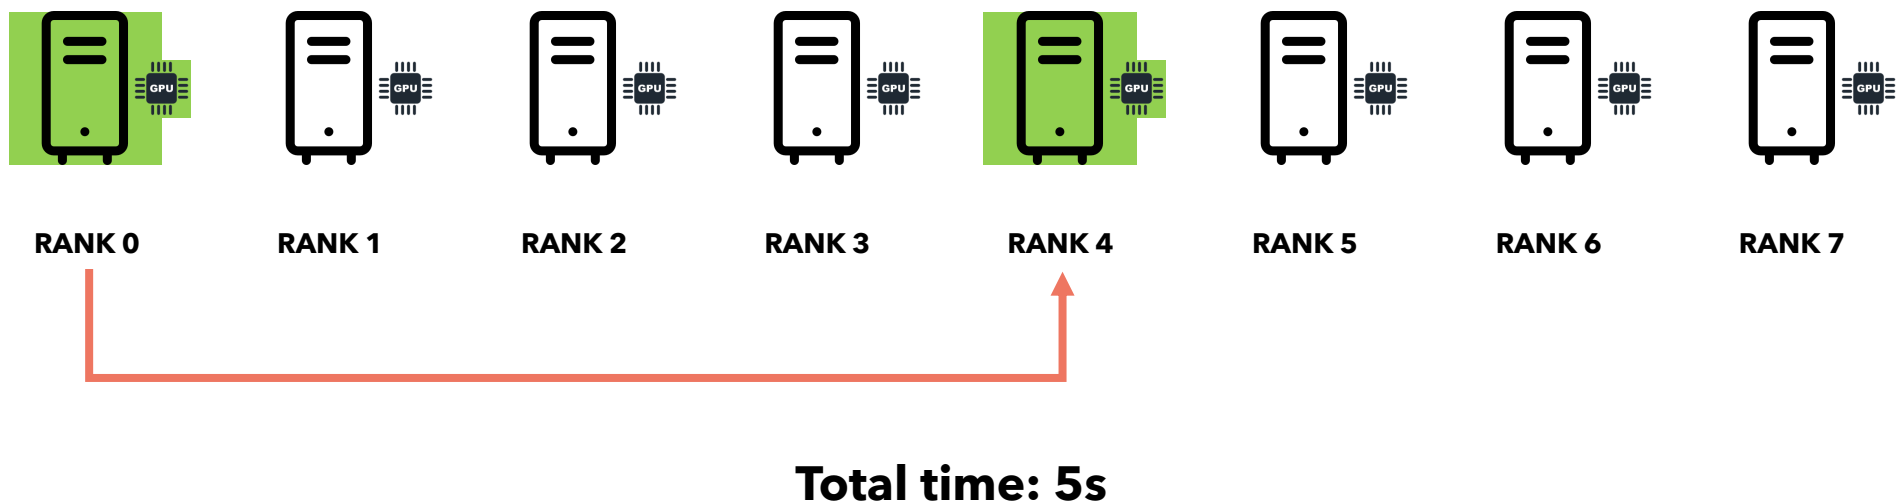 GPU GPU GPU GPU GPU GPU GPU GPU
RANK 0 RANK 1 RANK 2 RANK 3 RANK 4 RANK 5 RANK 6 RANK 7
Total time: 5s